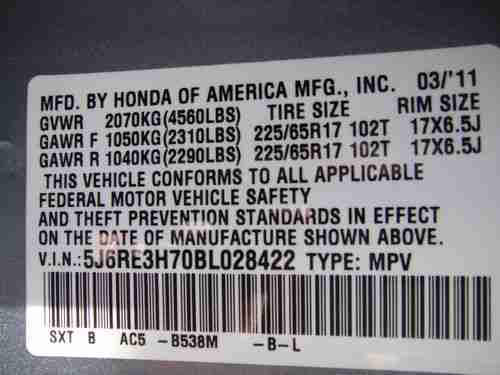 MFD. BY HONDA OF AMERICA MFG., INC. 03/'11
GVWR 2070KG(4560LBS) TIRE SIZE RIM SIZE
GAWR F 1050KG(2310LBS) 225/65R17 102T 17X6.5J
GAWR R 1040KG(2290LBS) 225/65R17 102T 17X6.5J
THIS VEHICLE CONFORMS TO ALL APPLICABLE
FEDERAL MOTOR VEHICLE SAFETY
AND THEFT PREVENTION STANDARDS IN EFFECT
ON THE DATE OF MANUFACTURE SHOWN ABOVE.
V.I.N.:5J6RE3H70BL028422 TYPE: MPV
SXT B AC5 -B538M -B-L